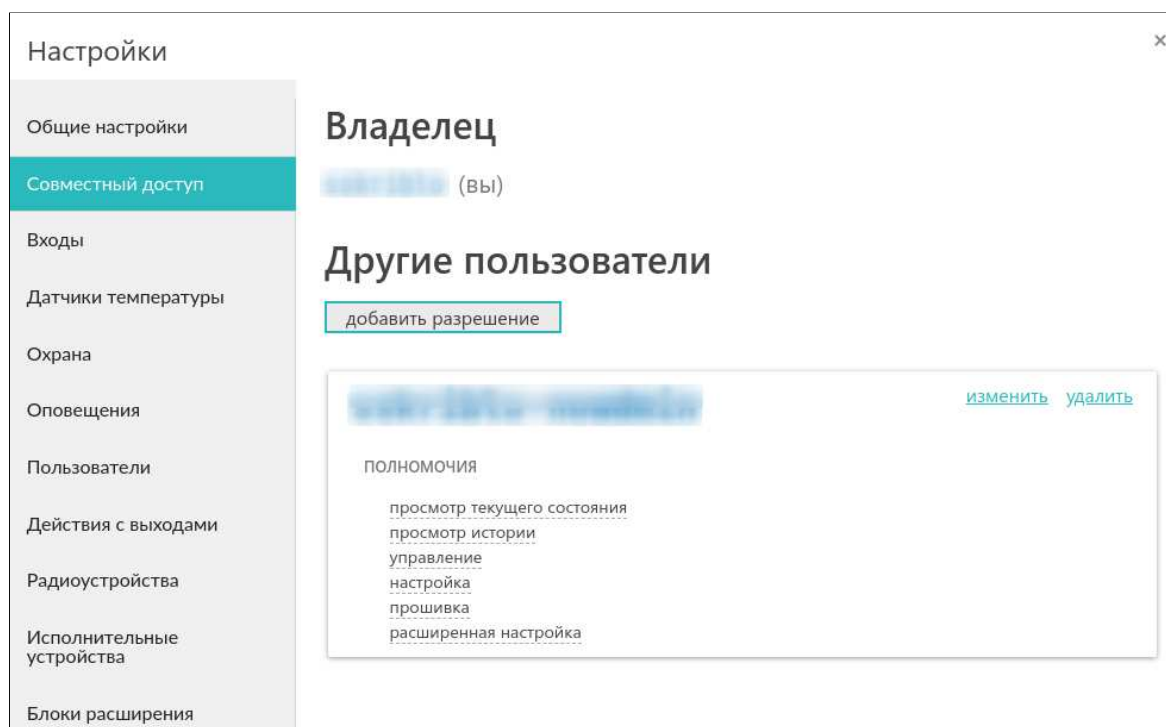 Настройки
×
Общие настройки
Совместный доступ
Входы
Датчики температуры
Охрана
Оповещения
Пользователи
Действия с выходами
Радиоустройства
Исполнительные
устройства
Блоки расширения
Владелец
(вы)
Другие пользователи
добавить разрешение
изменить удалить
ПОЛНОМОЧИЯ
просмотр текущего состояния
просмотр истории
управление
настройка
прошивка
расширенная настройка